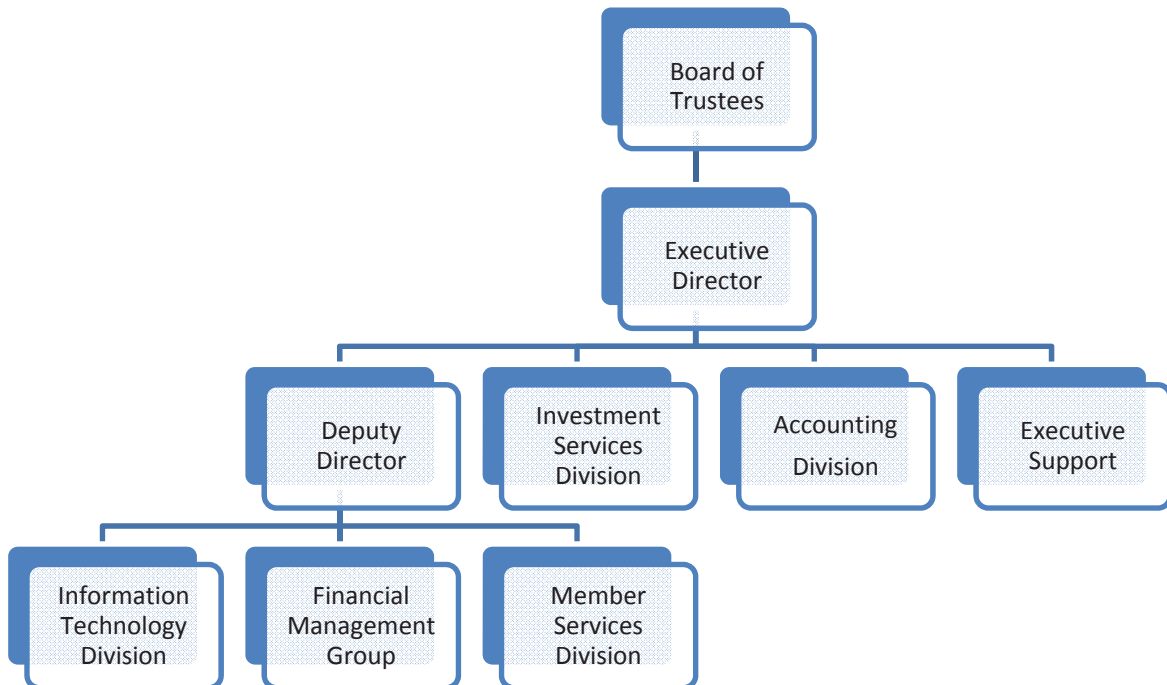 Board of
Trustees
Executive
Director
Deputy
Director
Investment
Services
Division
Accounting
Division
Executive
Support
Information
Technology
Division
Financial
Management
Group
Member
Services
Division